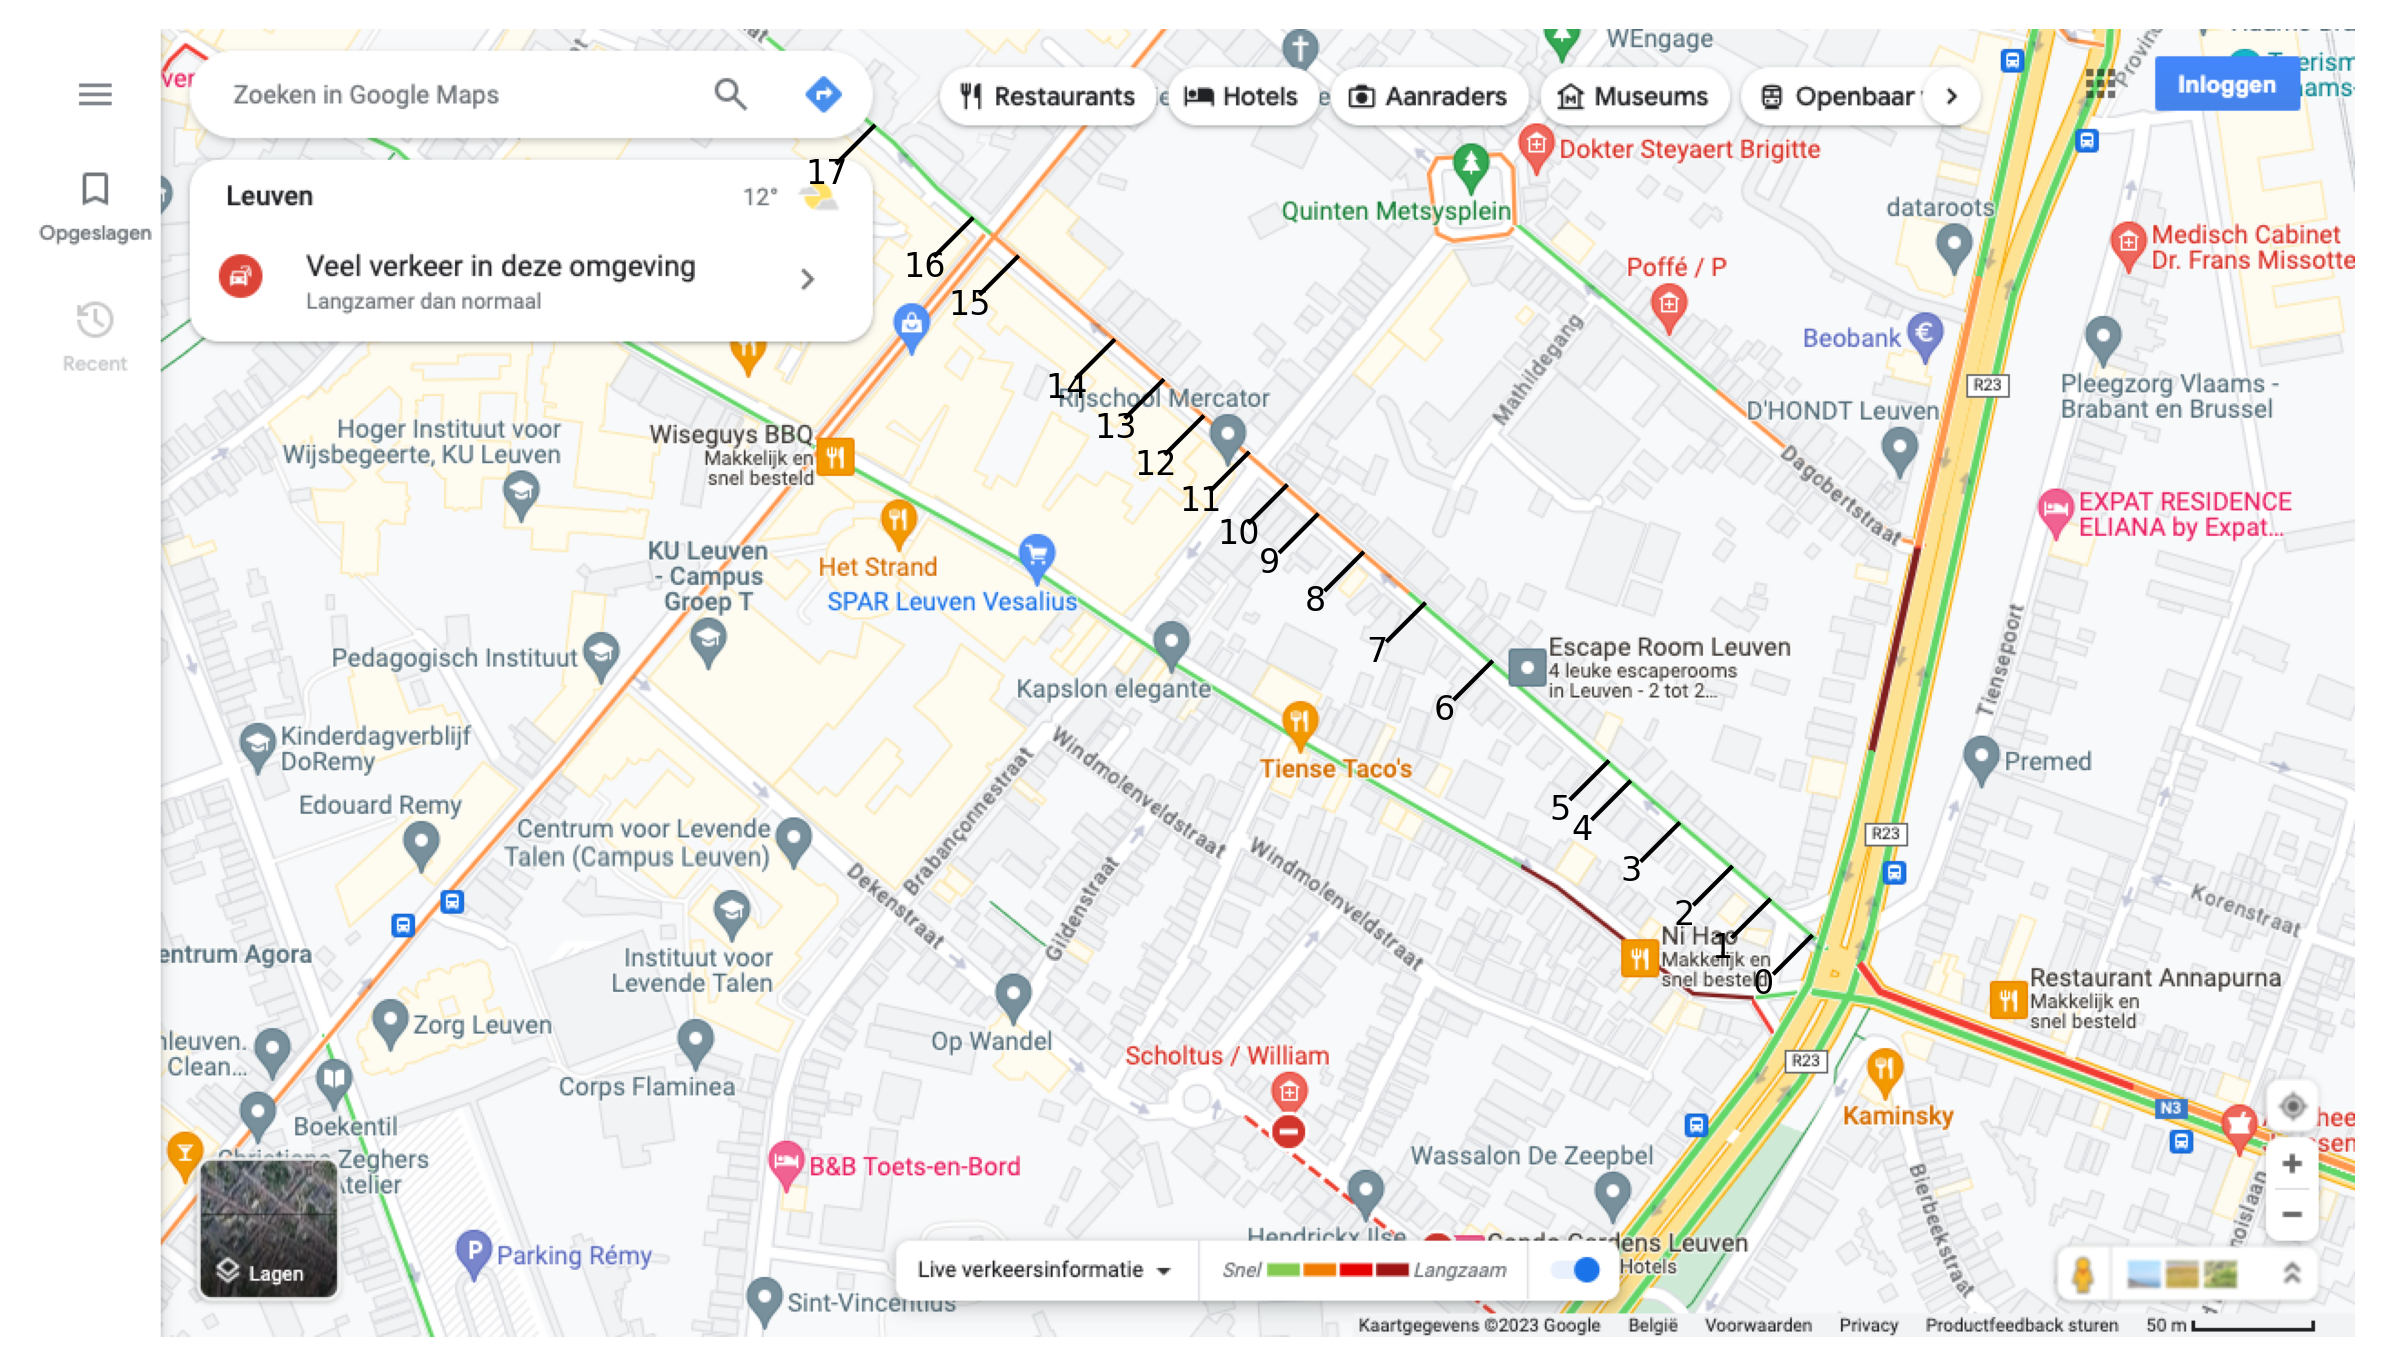 WEngage
Zoeken in Google Maps
Restaurants
Hotels
Aanraders
Museums
Openbaar
Inloggen
Opgeslagen
Recent
Leuven
12°
Veel verkeer in deze omgeving
Langzamer dan normaal
17
16
15
14
13
12
11
10
9
8
7
6
5
4
3
2
1
0
Dokter Steyaert Brigitte
Quinten Metsysplein
dataroots
Medisch Cabinet
Dr. Frans Missotte
Poffé / P
Beobank
R23
Pleegzorg Vlaams -
Brabant en Brussel
D'HONDT Leuven
Mathildegang
Dagobertstraat
Rijschool Mercator
Hoger Instituut voor
Wijsbegeerte, KU Leuven
Wiseguys BBQ
Makkelijk en
snel besteld
EXPAT RESIDENCE
ELIANA by Expat...
KU Leuven
- Campus
Groep T
Het Strand
SPAR Leuven Vesalius
Pedagogisch Instituut
Kapslon elegante
Escape Room Leuven
4 leuke escaperooms
in Leuven - 2 tot 2...
Tiensepoort
Kinderdagverblijf
DoRemy
Tiense Taco's
Premed
Edouard Remy
Windmolenveldstraat
Windmolenveldstraat
Centrum voor Levende
Talen (Campus Leuven)
Brabançonnestraat
Dekenstraat
Gildenstraat
R23
Korenstraat
entrum Agora
Instituut voor
Levende Talen
Ni Hao
Makkelijk en
snel besteld
Restaurant Annapurna
Makkelijk en
snel besteld
Zorg Leuven
Op Wandel
Scholtus / William
R23
Corps Flaminea
Kaminsky
N3
Boekentil
Christiane Zeghers
Atelier
B&B Toets-en-Bord
Wassalon De Zeepbel
Bierbeekstraat
Hendrickx Ilse
Parking Rémy
Lagen
Live verkeersinformatie
Snel
Langzaam
Hotels
Sint-Vincentius
Kaartgegevens ©2023 Google
België
Voorwaarden
Privacy
Productfeedback sturen
50 m